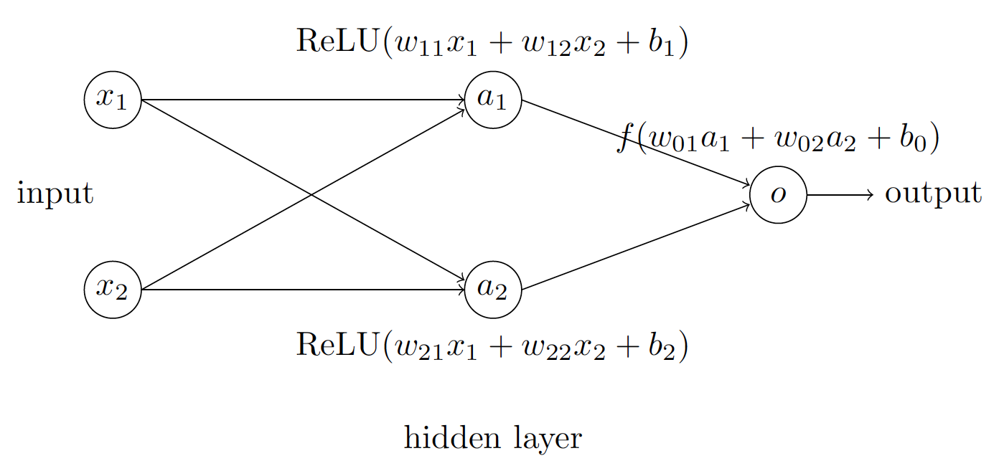 ReLU(w₁₁x₁ + w₁₂x₂ + b₁)
x₁
a₁
f(w₀₁a₁ + w₀₂a₂ + b₀)
input
o
output
x₂
a₂
ReLU(w₂₁x₁ + w₂₂x₂ + b₂)
hidden layer